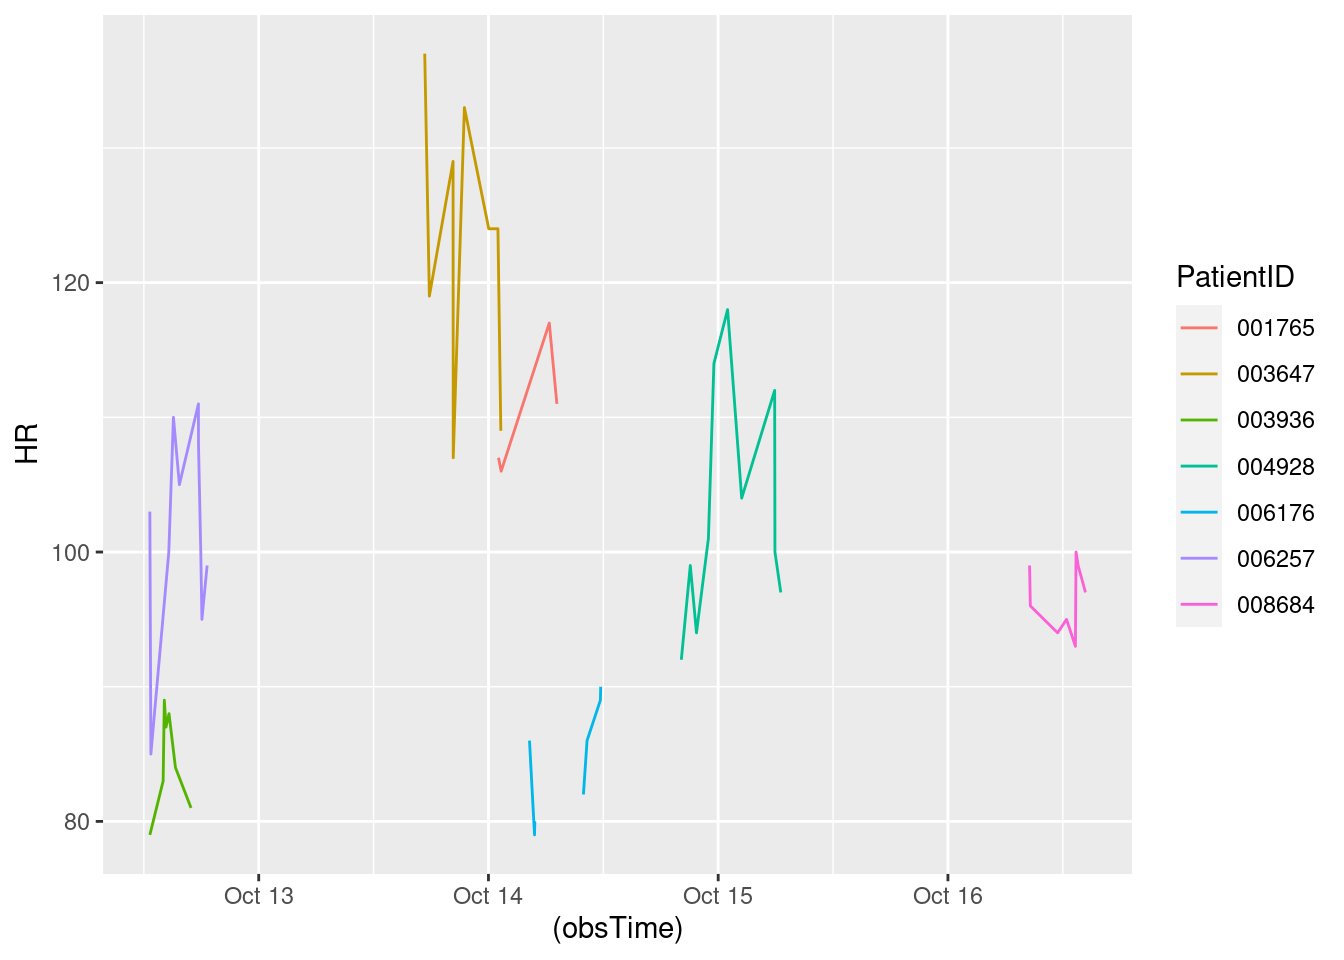 HR
120
100
80
Oct 13
Oct 14
Oct 15
Oct 16
(obsTime)
PatientID
001765
003647
003936
004928
006176
006257
008684